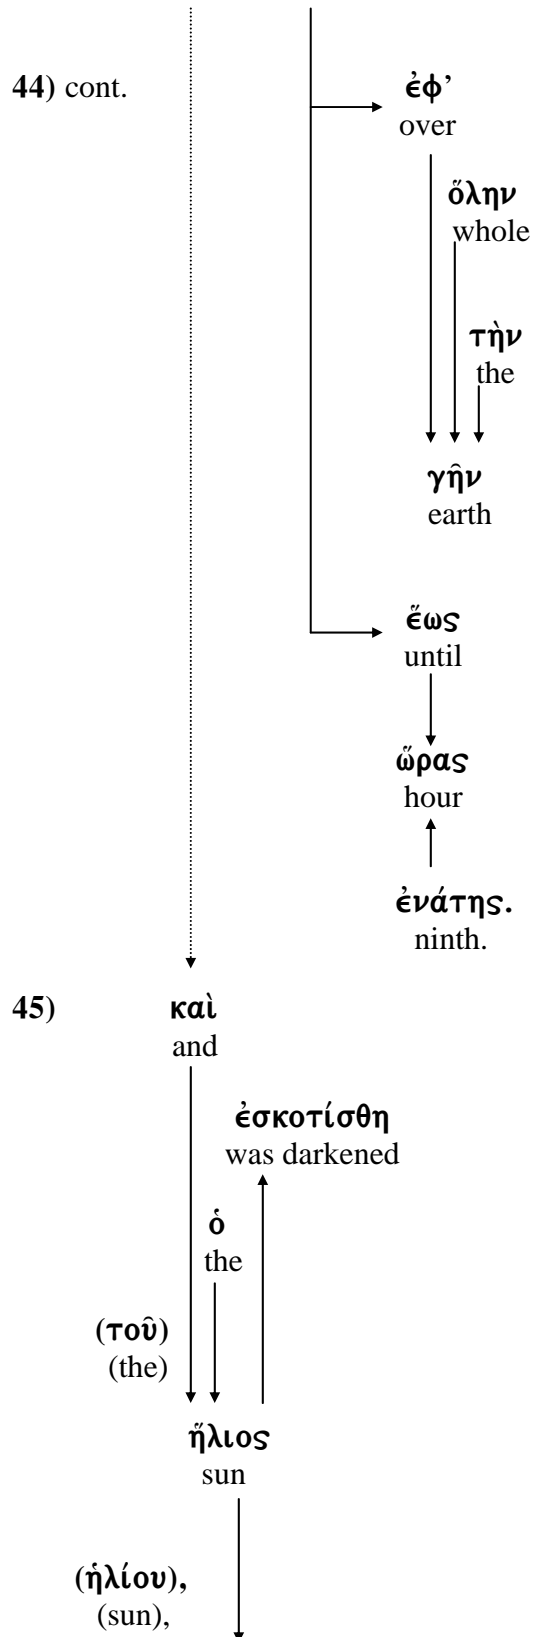 44) cont.
ἐφ’
over
ὅλην
whole
τὴν
the
γῆν
earth
ἕως
until
ὥρας
hour
ἐνάτης.
ninth.
45)
καὶ
and
ἐσκοτίσθη
was darkened
ὁ
the
(τοῦ)
(the)
ἥλιος
sun
(ἡλίου),
(sun),